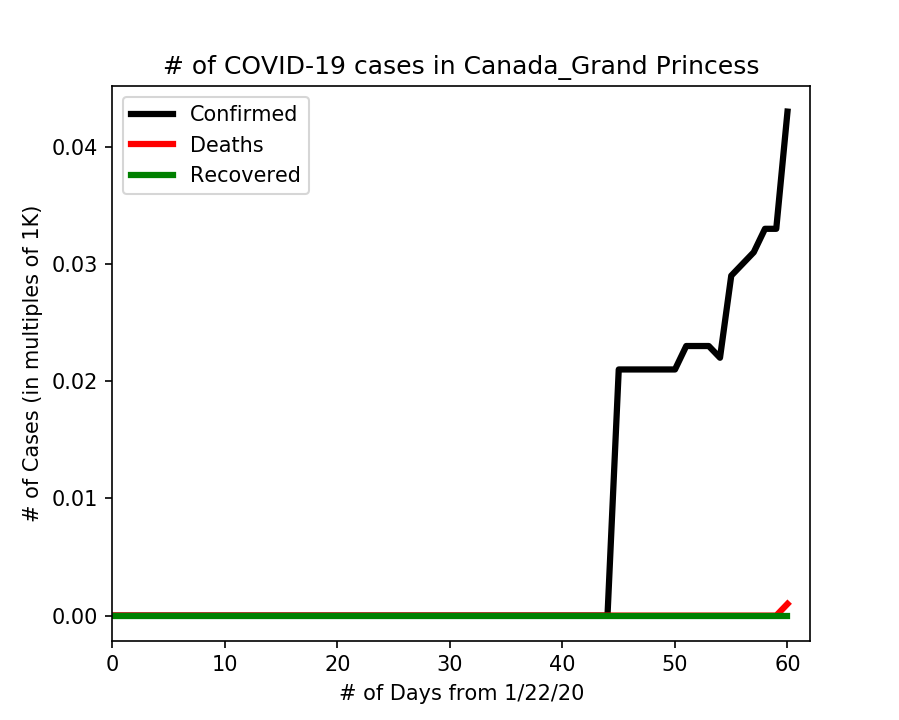 # of COVID-19 cases in Canada_Grand Princess
Confirmed
Deaths
Recovered
# of Cases (in multiples of 1K)
0.04
0.03
0.02
0.01
0.00
0 10 20 30 40 50 60
# of Days from 1/22/20